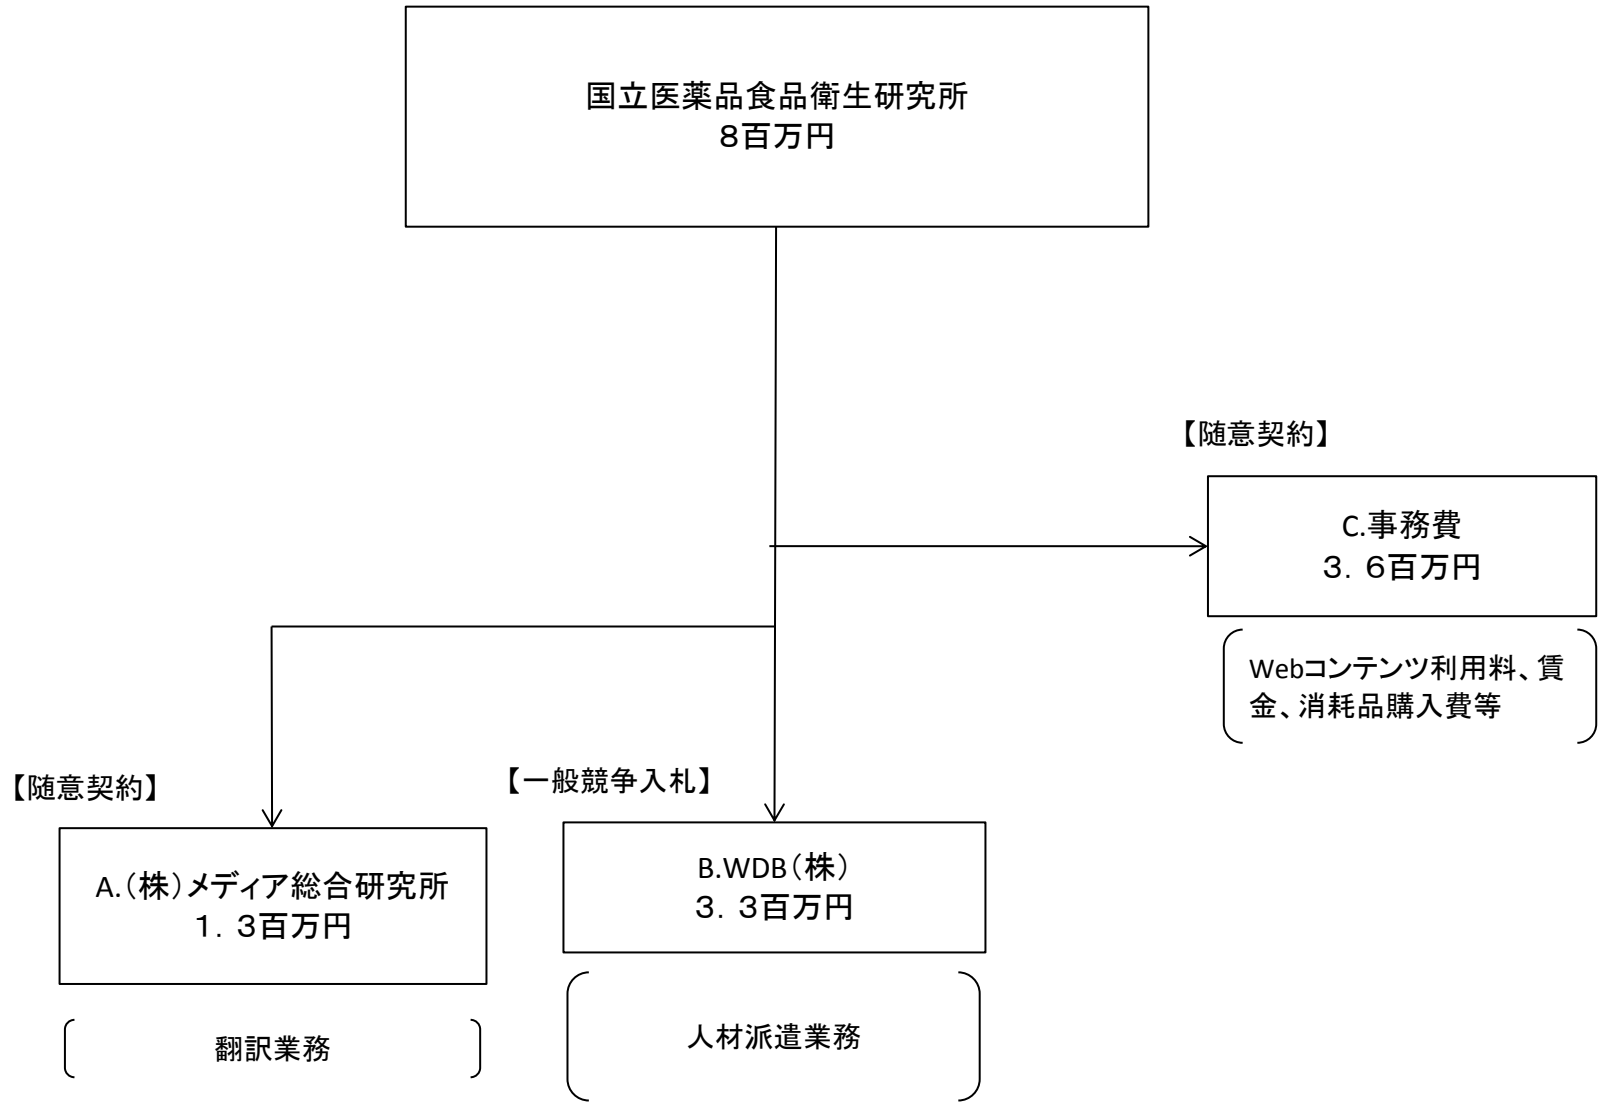 国立医薬品食品衛生研究所
８百万円
【随意契約】
C.事務費
３．６百万円
Webコンテンツ利用料、賃
金、消耗品購入費等
【随意契約】
【一般競争入札】
A.（株）メディア総合研究所
１．３百万円
B.WDB（株）
３．３百万円
翻訳業務
人材派遣業務